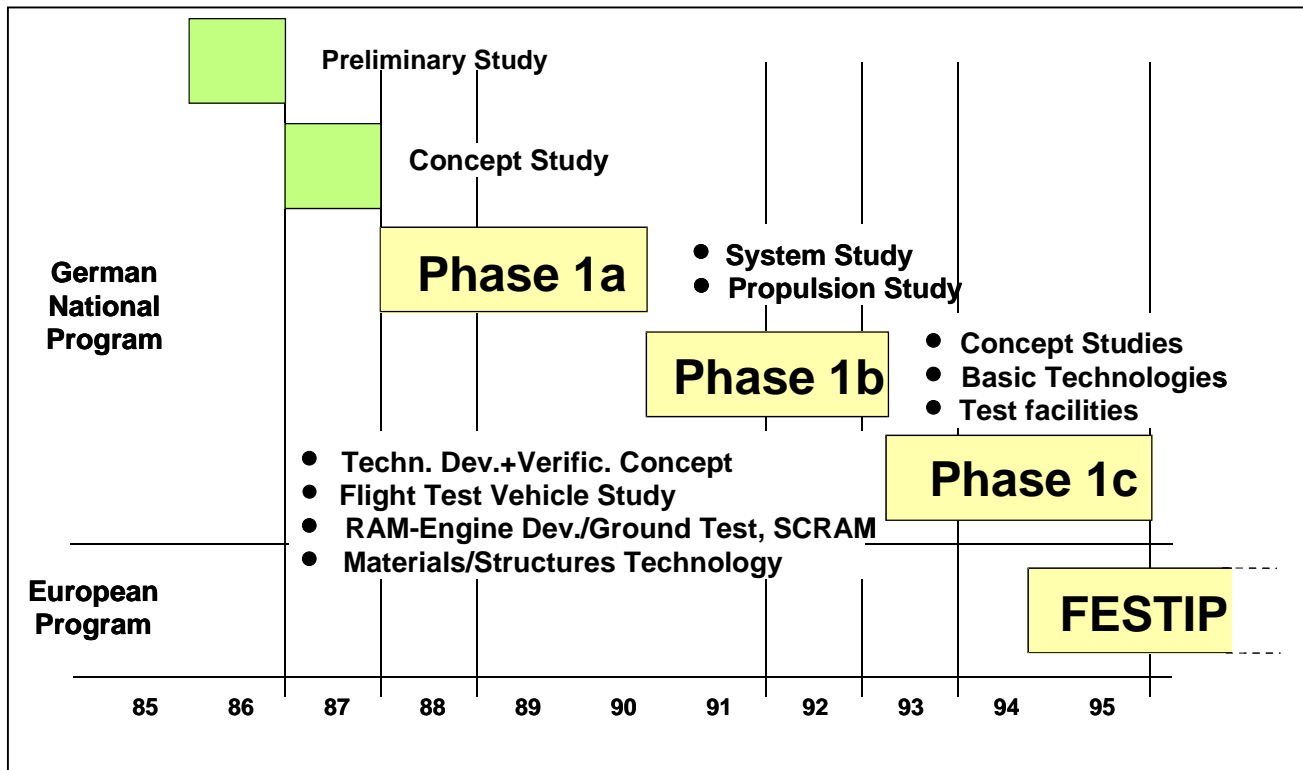 Preliminary Study
Concept Study
German
National
Program
Phase 1a
● System Study
● Propulsion Study
Phase 1b
● Concept Studies
● Basic Technologies
● Test facilities
● Techn. Dev.+Verific. Concept
● Flight Test Vehicle Study
● RAM-Engine Dev./Ground Test, SCRAM
● Materials/Structures Technology
Phase 1c
European
Program
FESTIP
85 86 87 88 89 90 91 92 93 94 95